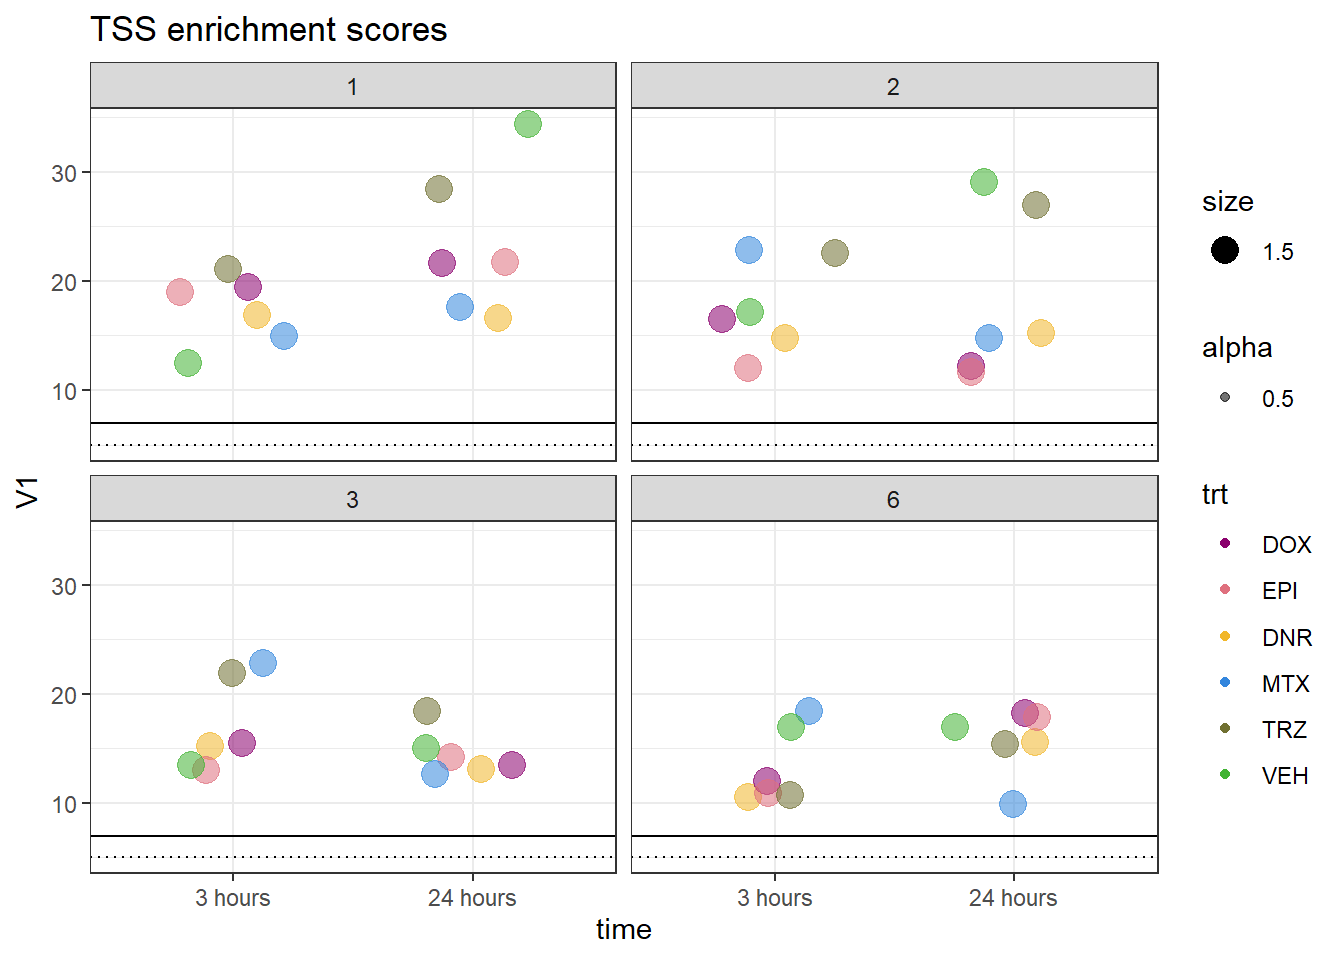 TSS enrichment scores
1
2
30
20
10
3
6
30
20
10
V1
3 hours
24 hours
3 hours
24 hours
time
size
1.5
alpha
0.5
trt
DOX
EPI
DNR
MTX
TRZ
VEH